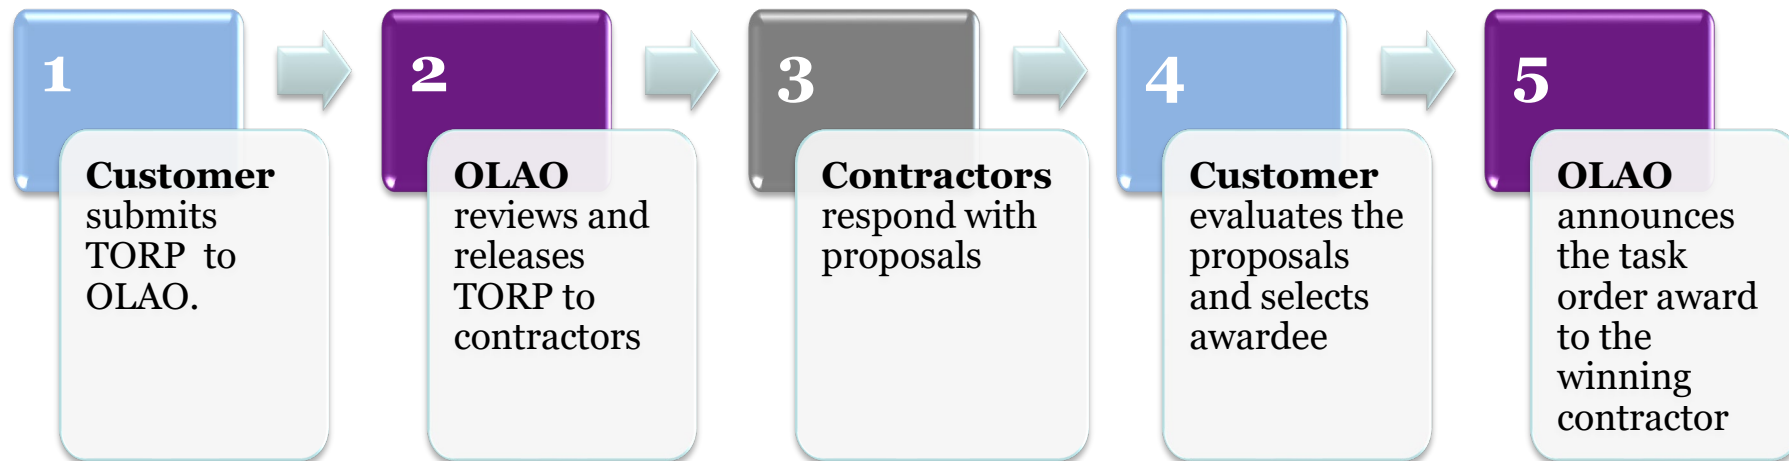 1
Customer
submits
TORP to
OLAO.
2
OLAO
reviews and
releases
TORP to
contractors
3
Contractors
respond with
proposals
4
Customer
evaluates the
proposals
and selects
awardee
5
OLAO
announces
the task
order award
to the
winning
contractor